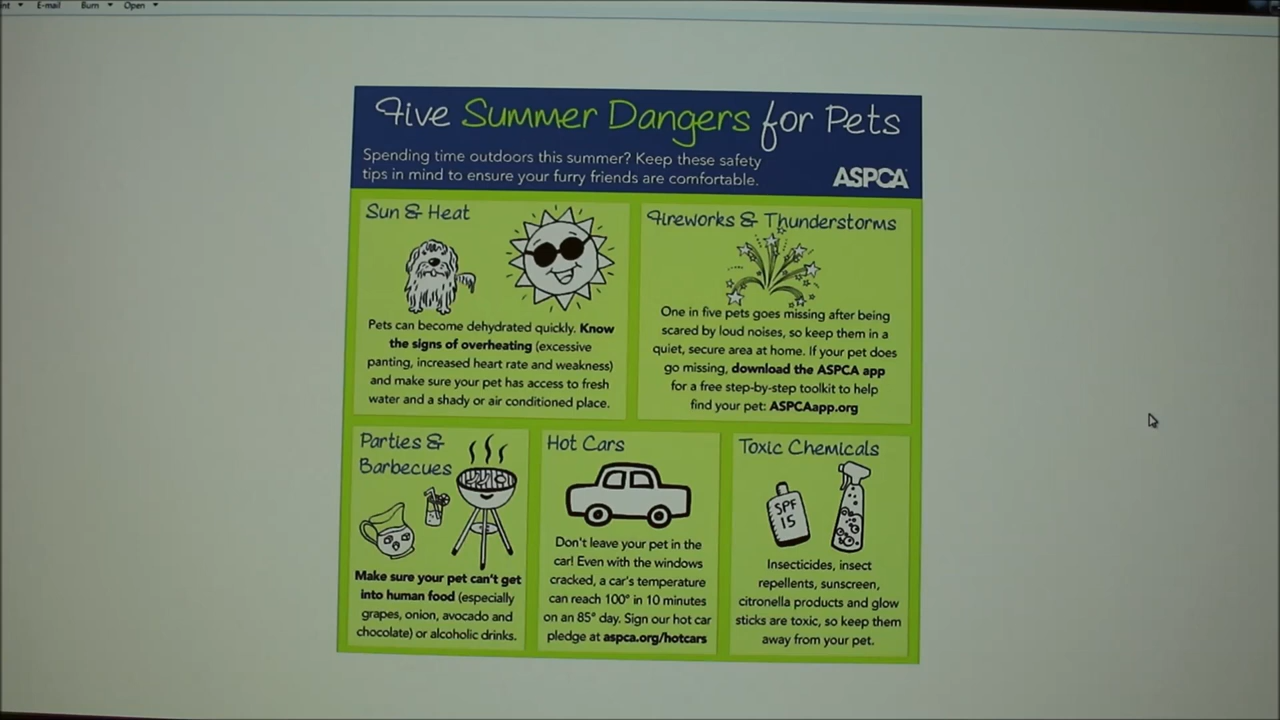 E-mail Burn Open
Five Summer Dangers for Pets
Spending time outdoors this summer? Keep these safety
tips in mind to ensure your furry friends are comfortable.
ASPCA
Sun & Heat
Pets can become dehydrated quickly. Know
the signs of overheating (excessive
panting, increased heart rate and weakness)
and make sure your pet has access to fresh
water and a shady or air conditioned place.
Fireworks & Thunderstorms
One in five pets goes missing after being
scared by loud noises, so keep them in a
quiet, secure area at home. If your pet does
go missing, download the ASPCA app
for a free step-by-step toolkit to help
find your pet: ASPCAapp.org
Parties &
Barbecues
Make sure your pet can't get
into human food (especially
grapes, onion, avocado and
chocolate) or alcoholic drinks.
Hot Cars
Don't leave your pet in the
car! Even with the windows
cracked, a car's temperature
can reach 100° in 10 minutes
on an 85° day. Sign our hot car
pledge at aspca.org/hotcars
Toxic Chemicals
SPF
15
Insecticides, insect
repellents, sunscreen,
citronella products and glow
sticks are toxic, so keep them
away from your pet.